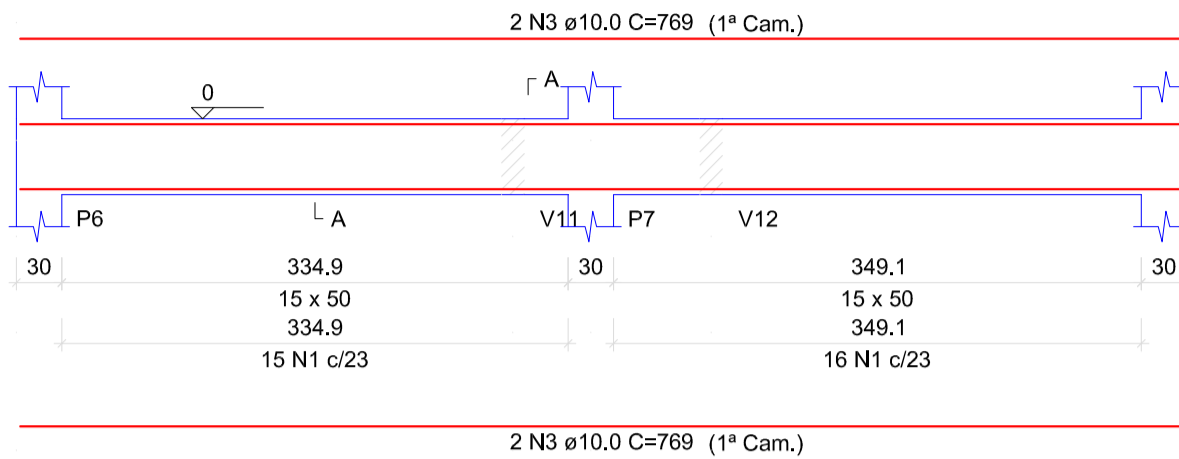 2 N3 ø10.0 C=769 (1ª Cam.)
A
0
P6
A
V11
P7
V12
30
334.9
30
349.1
30
15 x 50
15 x 50
334.9
349.1
15 N1 c/23
16 N1 c/23
2 N3 ø10.0 C=769 (1ª Cam.)